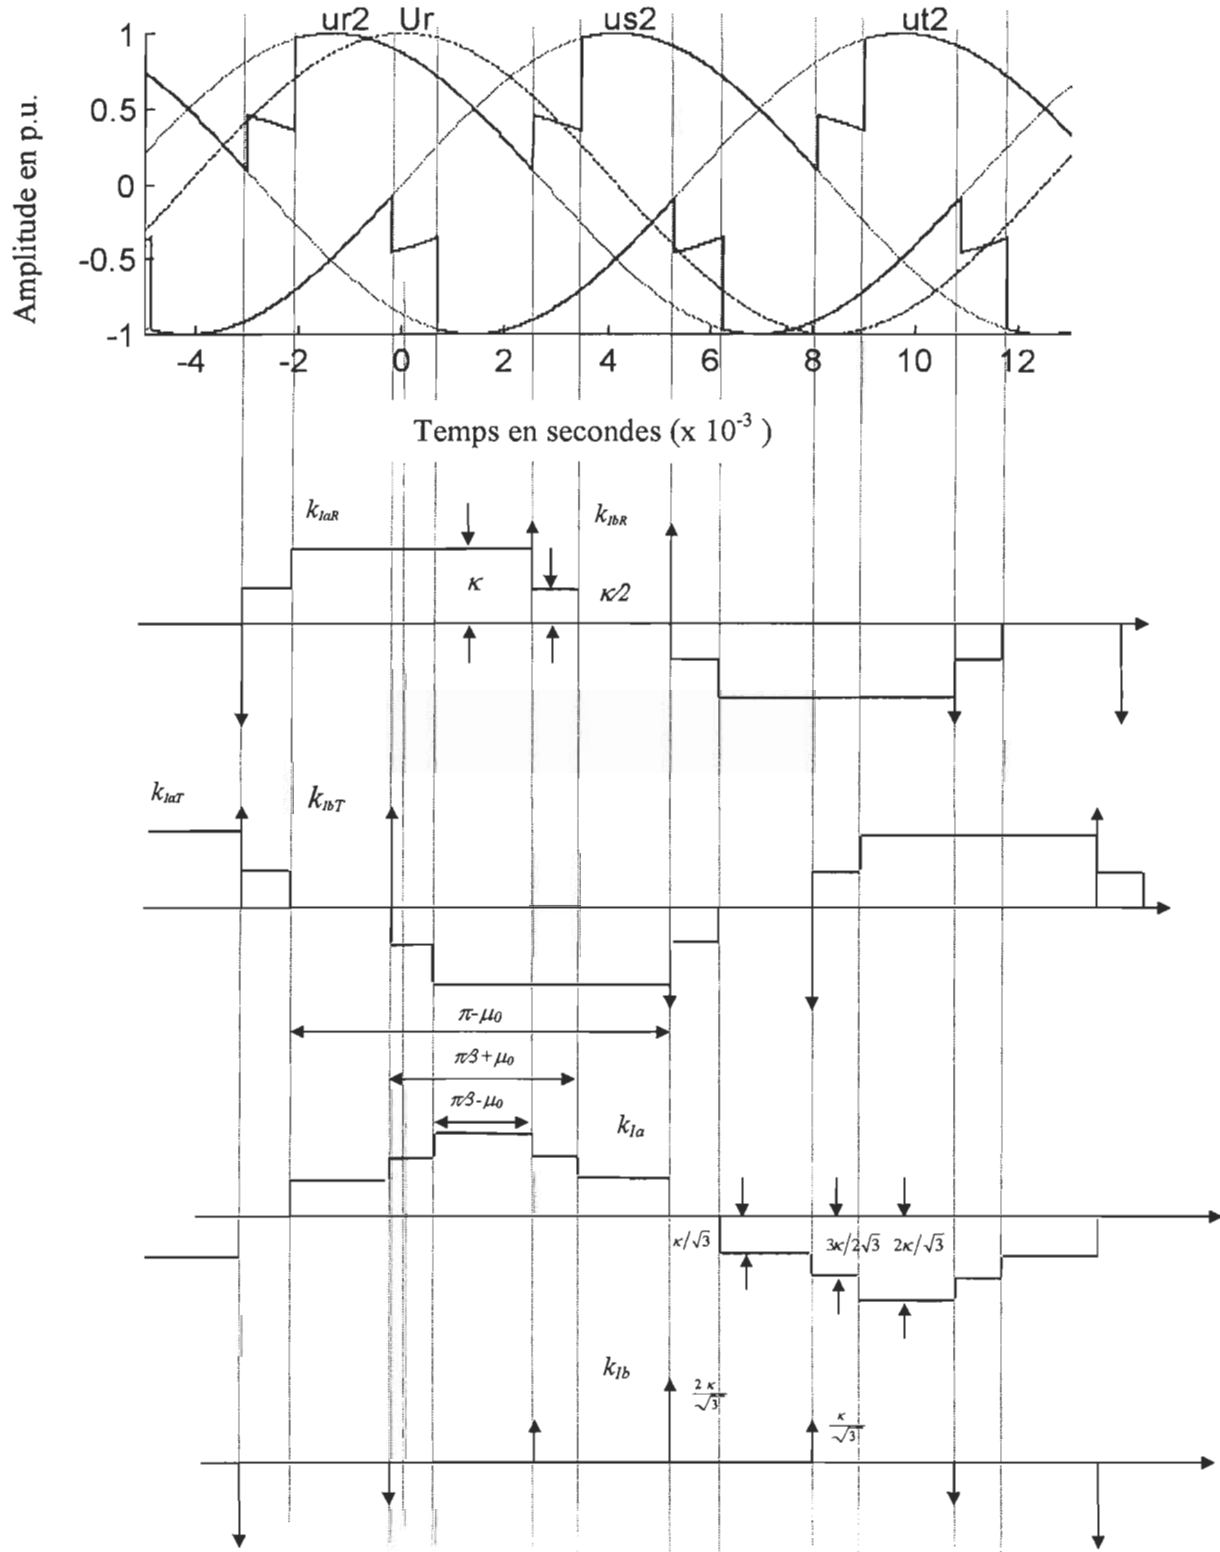 ur2 Ur us2 ut2
Amplitude en p.u.
1
0.5
0
-0.5
-1
-4 -2 0 2 4 6 8 10 12
Temps en secondes (x 10⁻³ )
k₁aR
k₁bR
κ
κ/2
k₁aT
k₁bT
π-μ₀
π/3+μ₀
π/3-μ₀
k₁a
κ/√3 3κ/2√3 2κ/√3
k₁b
2κ/√3
κ/√3